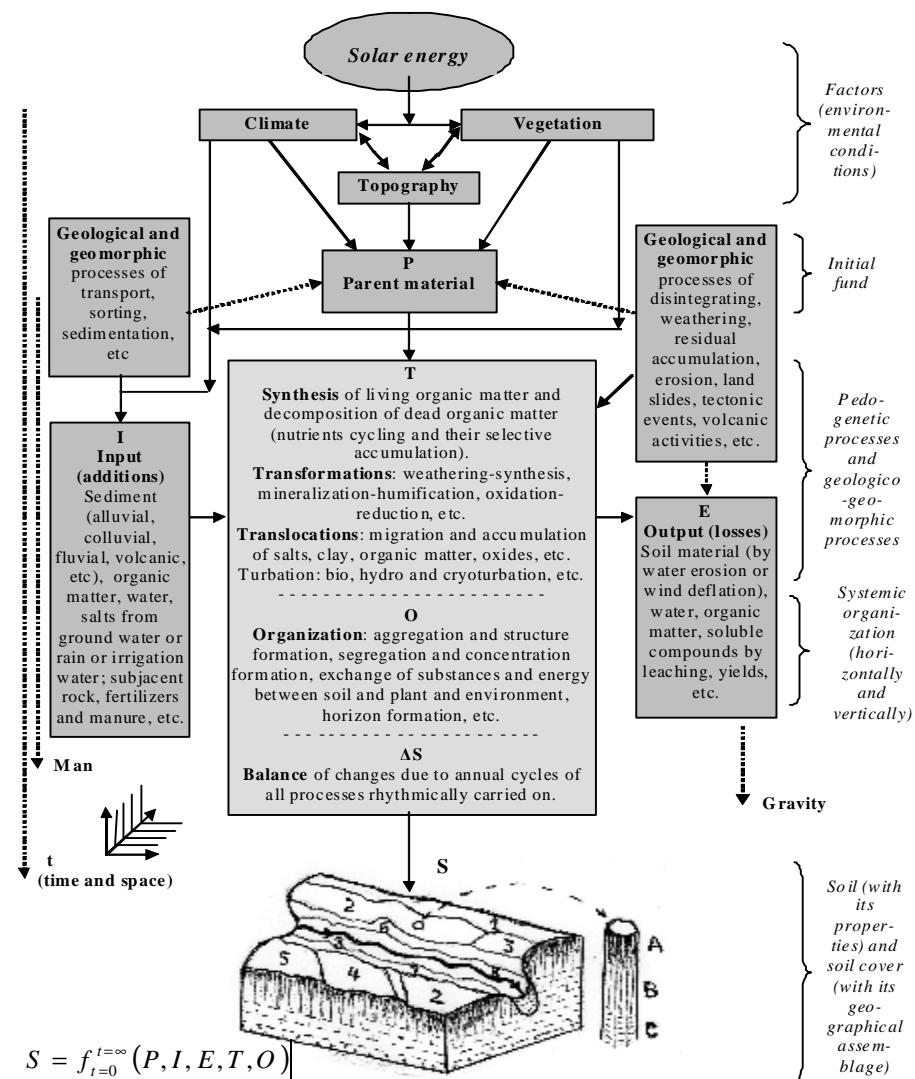 Solar energy
Factors
(environ-
mental
condi-
tions)
Climate
Vegetation
Topography
Geological and
geomorphic
processes of
transport,
sorting,
sedimentation,
etc
P
Parent material
Geological and
geomorphic
processes of
disintegrating,
weathering,
residual
accumulation,
erosion, land
slides, tectonic
events, volcanic
activities, etc.
Initial
fund
T
Synthesis of living organic matter and
decomposition of dead organic matter
(nutrients cycling and their selective
accumulation).
Transformations: weathering-synthesis,
mineralization-humification, oxidation-
reduction, etc.
Translocations: migration and accumulation
of salts, clay, organic matter, oxides, etc.
Turbation: bio, hydro and cryoturbation, etc.
O
Organization: aggregation and structure
formation, segregation and concentration
formation, exchange of substances and energy
between soil and plant and environment,
horizon formation, etc.
ΔS
Balance of changes due to annual cycles of
all processes rhythmically carried on.
I
Input
(additions)
Sediment
(alluvial,
colluvial,
fluvial, volcanic,
etc), organic
matter, water,
salts from
ground water or
rain or irrigation
water; subjacent
rock, fertilizers
and manure, etc.
E
Output (losses)
Soil material (by
water erosion or
wind deflation),
water, organic
matter, soluble
compounds by
leaching, yields,
etc.
Pedo-
genetic
processes
and
geologico
-geo-
morphic
processes
Systemic
organi-
zation
(hori-
zontally and
vertically)
Man
Gravity
t
(time and space)
S
2
6
1
3
3
5
4
7
2
A
B
C
Soil (with
its
proper-
ties) and
soil cover
(with its
geo-
graphical
assem-
blage)
S = f_{t=0}^{t=∞} (P, I, E, T, O)